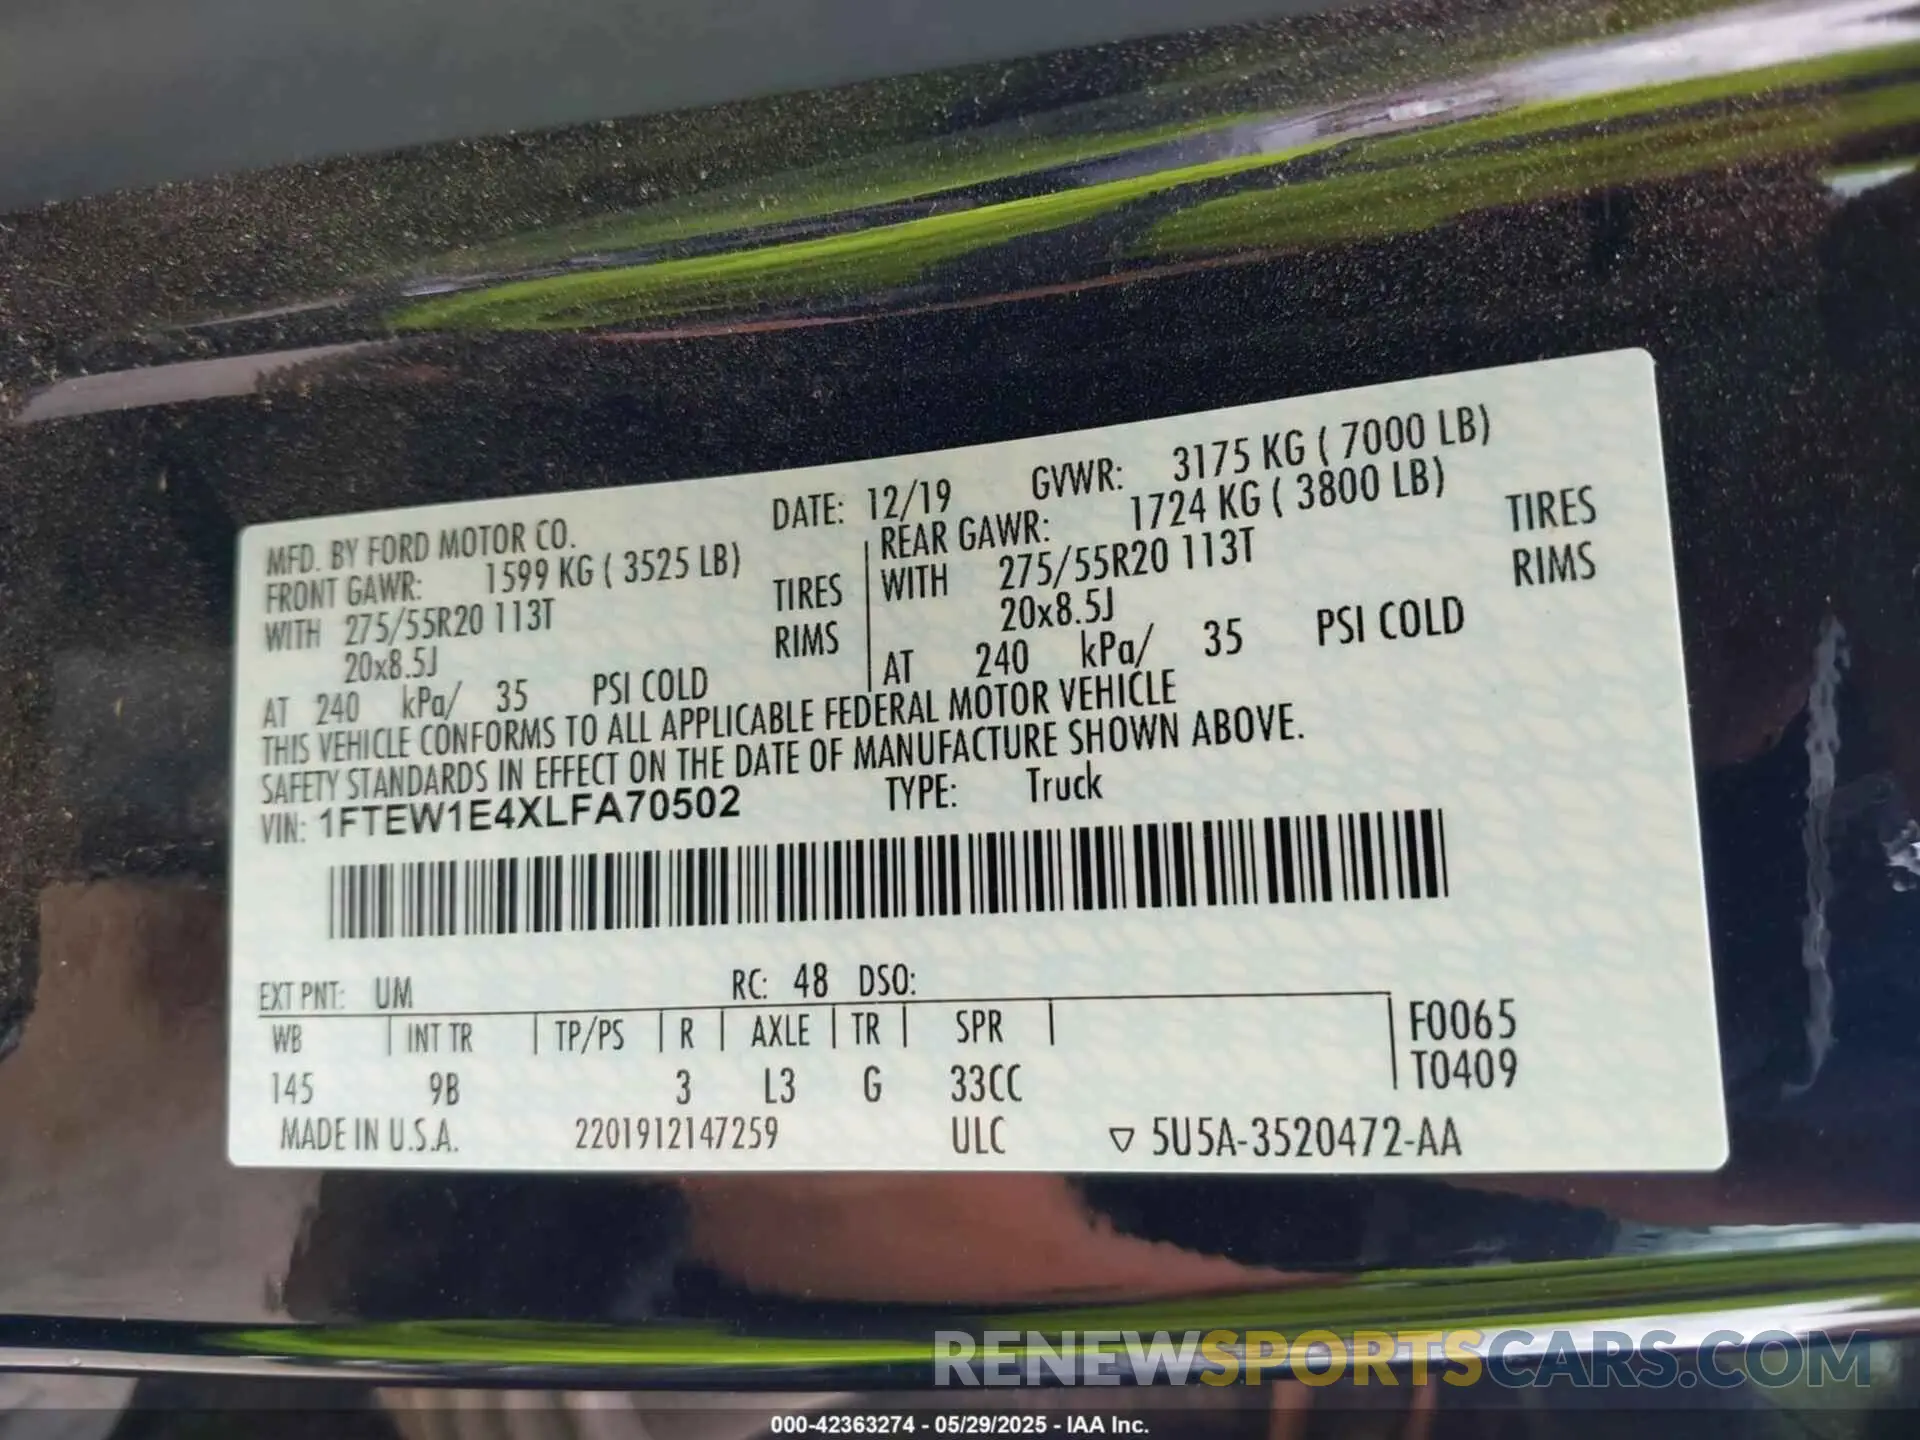 MFD. BY FORD MOTOR CO. DATE: 12/19 GVWR: 3175 KG ( 7000 LB)
FRONT GAWR: 1599 KG ( 3525 LB) REAR GAWR: 1724 KG ( 3800 LB)
WITH 275/55R20 113T TIRES WITH 275/55R20 113T TIRES
20x8.5J RIMS 20x8.5J RIMS
AT 240 kPa/ 35 PSI COLD AT 240 kPa/ 35 PSI COLD
THIS VEHICLE CONFORMS TO ALL APPLICABLE FEDERAL MOTOR VEHICLE
SAFETY STANDARDS IN EFFECT ON THE DATE OF MANUFACTURE SHOWN ABOVE.
VIN: 1FTEW1E4XLFA70502 TYPE: Truck
EXT PNT: UM RC: 48 DSO:
WB INT TR TP/PS R AXLE TR SPR F0065
T0409
145 9B 3 L3 G 33CC
MADE IN U.S.A. 2201912147259 ULC ▽ 5U5A-3520472-AA
RENEWSPORTSCARS.COM
000-42363274 - 05/29/2025 - IAA Inc.